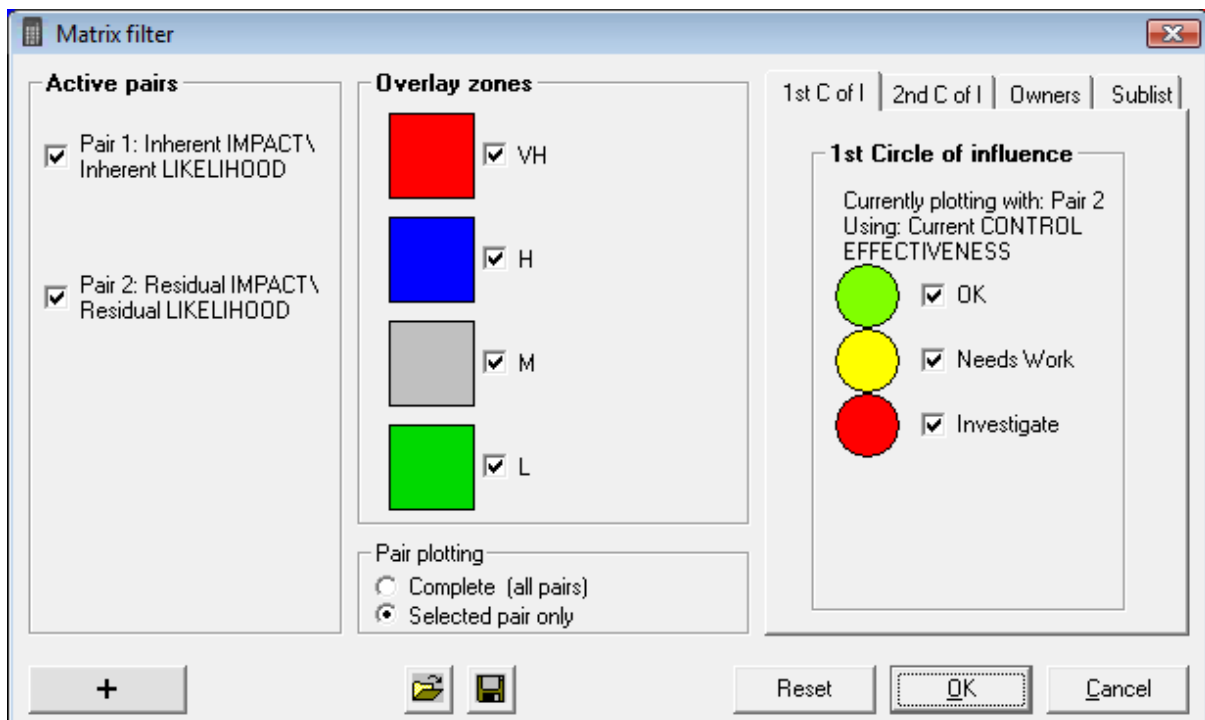 Matrix filter
Active pairs
Pair 1: Inherent IMPACT\
Inherent LIKELIHOOD
Pair 2: Residual IMPACT\
Residual LIKELIHOOD
Overlay zones
VH
H
M
L
Pair plotting
Complete (all pairs)
Selected pair only
1st C of I
2nd C of I
Owners
Sublist
1st Circle of influence
Currently plotting with: Pair 2
Using: Current CONTROL
EFFECTIVENESS
OK
Needs Work
Investigate
+
Reset
OK
Cancel